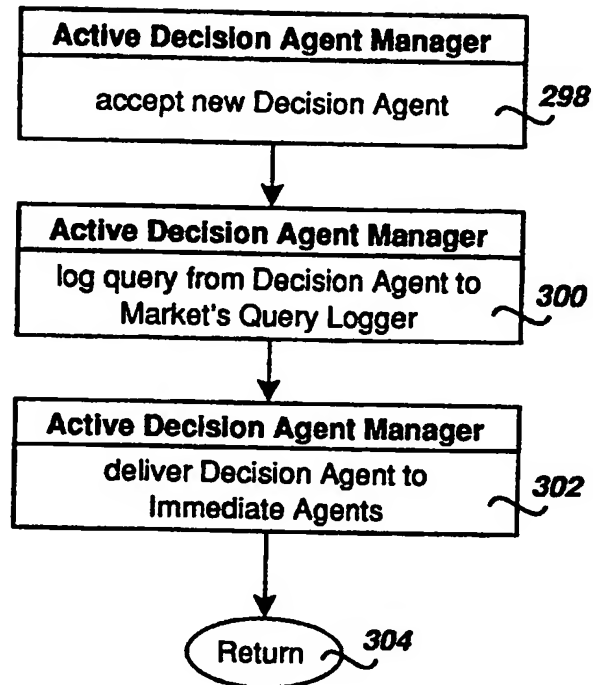 Active Decision Agent Manager
accept new Decision Agent
298
Active Decision Agent Manager
log query from Decision Agent to
Market's Query Logger
300
Active Decision Agent Manager
deliver Decision Agent to
Immediate Agents
302
Return
304